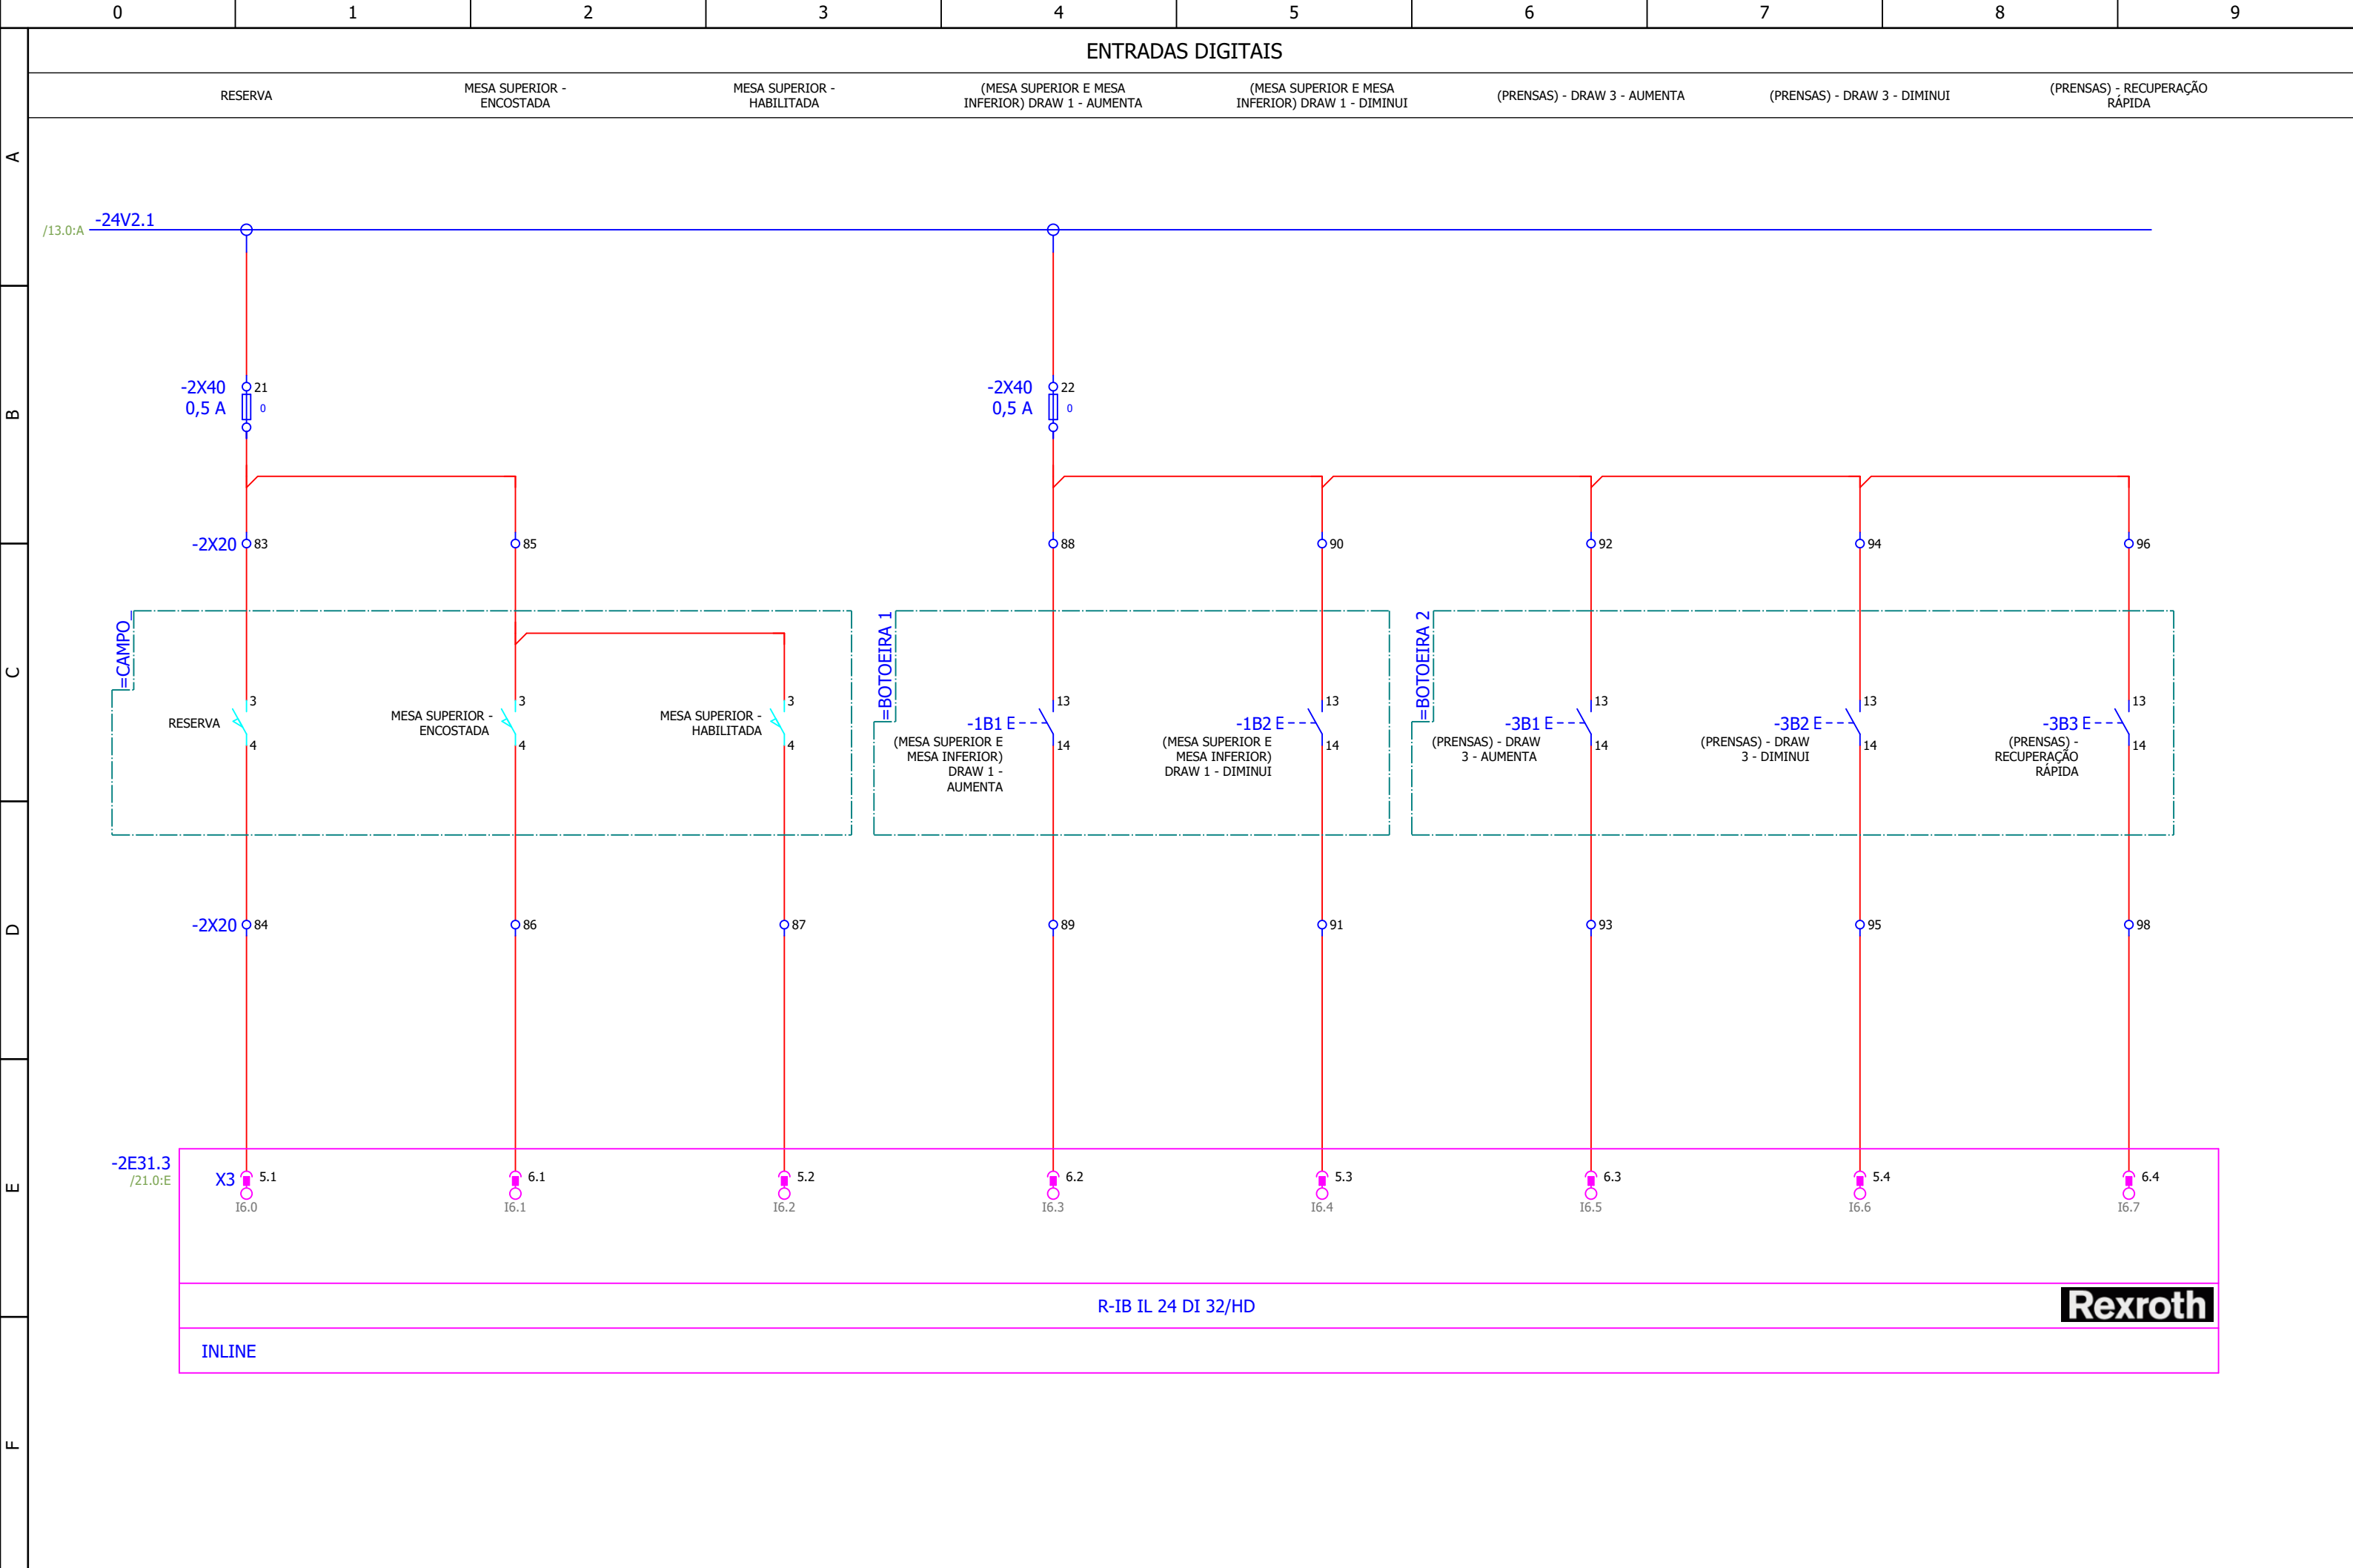 0 1 2 3 4 5 6 7 8 9
ENTRADAS DIGITAIS
RESERVA
MESA SUPERIOR -
ENCOSTADA
MESA SUPERIOR -
HABILITADA
(MESA SUPERIOR E MESA
INFERIOR) DRAW 1 - AUMENTA
(MESA SUPERIOR E MESA
INFERIOR) DRAW 1 - DIMINUI
(PRENSAS) - DRAW 3 - AUMENTA
(PRENSAS) - DRAW 3 - DIMINUI
(PRENSAS) - RECUPERAÇÃO
RÁPIDA
A
/13.0:A
-24V2.1
B
-2X40
21
0,5 A
0
-2X40
22
0,5 A
0
-2X20
83
85
88
90
92
94
96
C
=CAMPO_
RESERVA
3
4
MESA SUPERIOR -
ENCOSTADA
3
4
MESA SUPERIOR -
HABILITADA
3
4
=BOTOEIRA 1
-1B1
13
14
(MESA SUPERIOR E
MESA INFERIOR)
DRAW 1 -
AUMENTA
-1B2
13
14
(MESA SUPERIOR E
MESA INFERIOR)
DRAW 1 - DIMINUI
=BOTOEIRA 2
-3B1
13
14
(PRENSAS) - DRAW
3 - AUMENTA
-3B2
13
14
(PRENSAS) - DRAW
3 - DIMINUI
-3B3
13
14
(PRENSAS) -
RECUPERAÇÃO
RÁPIDA
D
-2X20
84
86
87
89
91
93
95
98
E
-2E31.3
/21.0:E
X3
5.1
6.1
5.2
6.2
5.3
6.3
5.4
6.4
I6.0
I6.1
I6.2
I6.3
I6.4
I6.5
I6.6
I6.7
R-IB IL 24 DI 32/HD
Rexroth
INLINE
F